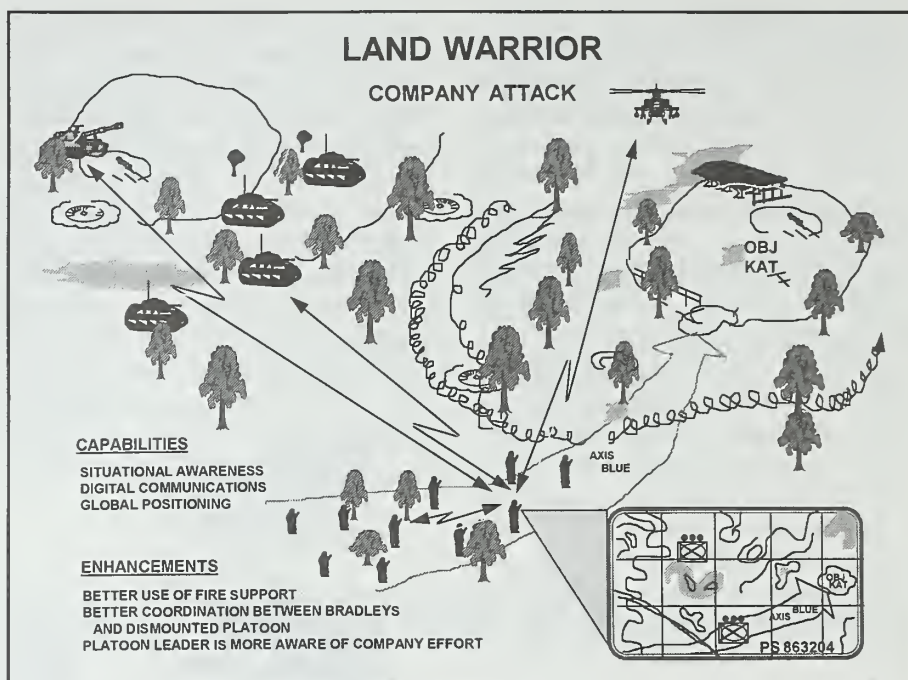 LAND WARRIOR
COMPANY ATTACK
OBJ
KAT
AXIS
BLUE
CAPABILITIES
SITUATIONAL AWARENESS
DIGITAL COMMUNICATIONS
GLOBAL POSITIONING
ENHANCEMENTS
BETTER USE OF FIRE SUPPORT
BETTER COORDINATION BETWEEN BRADLEYS
AND DISMOUNTED PLATOON
PLATOON LEADER IS MORE AWARE OF COMPANY EFFORT
OBJ
KAT
AXIS BLUE
PS 863204